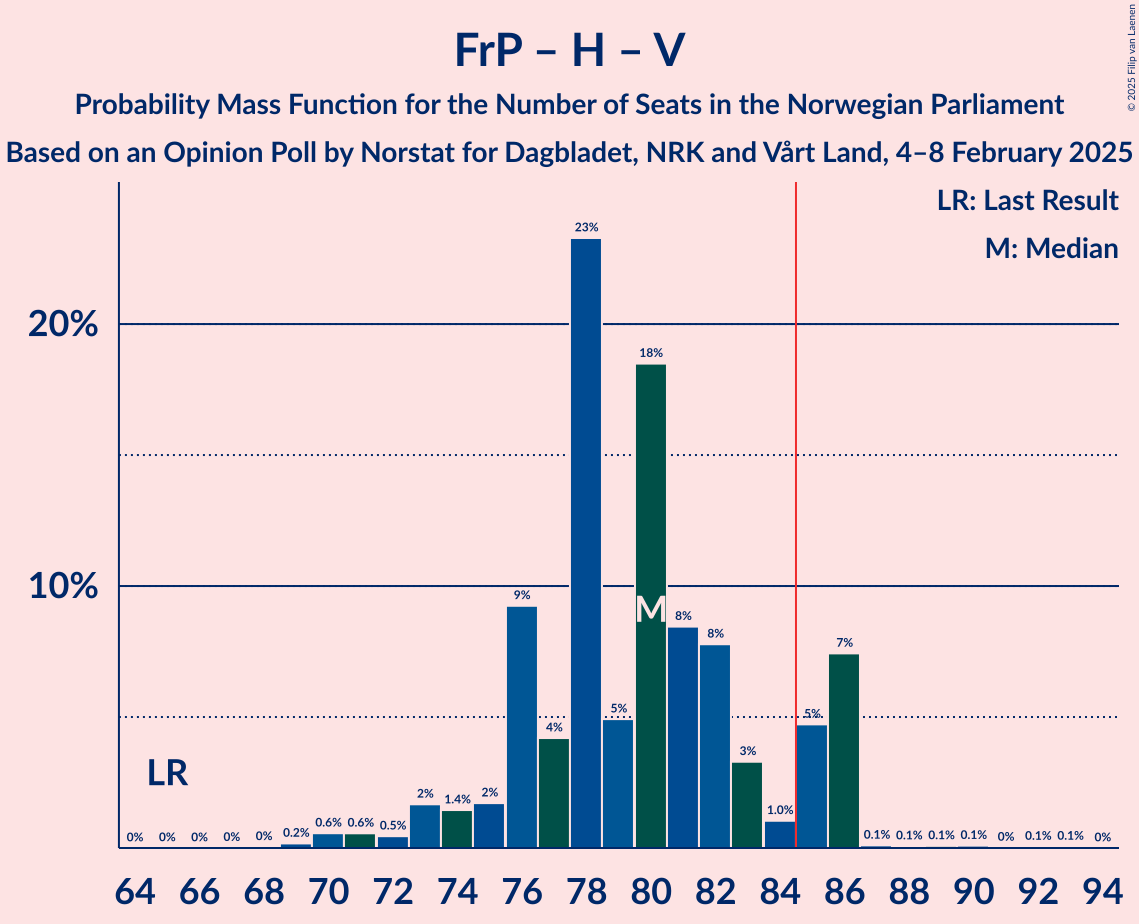 FrP – H – V
Probability Mass Function for the Number of Seats in the Norwegian Parliament
Based on an Opinion Poll by Norstat for Dagbladet, NRK and Vårt Land, 4–8 February 2025
© 2025 Filip van Laenen
LR: Last Result
M: Median
20%
10%
LR
M
0% 0% 0% 0% 0% 0.2% 0.6% 0.6% 0.5% 2% 1.4% 2% 9% 4% 23% 5% 18% 8% 8% 3% 1.0% 5% 7% 0.1% 0.1% 0.1% 0.1% 0% 0.1% 0.1% 0%
64 66 68 70 72 74 76 78 80 82 84 86 88 90 92 94